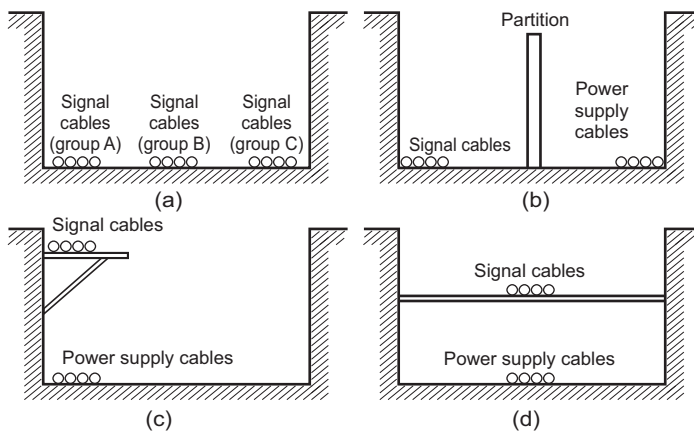 Signal
cables
(group A)
Signal
cables
(group B)
Signal
cables
(group C)
(a)
Partition
Signal cables
Power
supply
cables
(b)
Signal cables
Power supply cables
(c)
Signal cables
Power supply cables
(d)